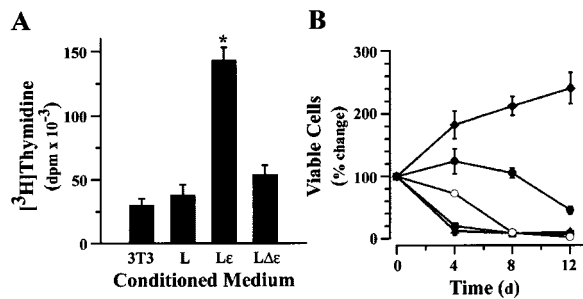 A
[³H]Thymidine
(dpm x 10⁻³)
150
100
50
0
*
3T3 L Lε LΔε
Conditioned Medium
B
Viable Cells
(% change)
300
200
100
0
0 4 8 12
Time (d)